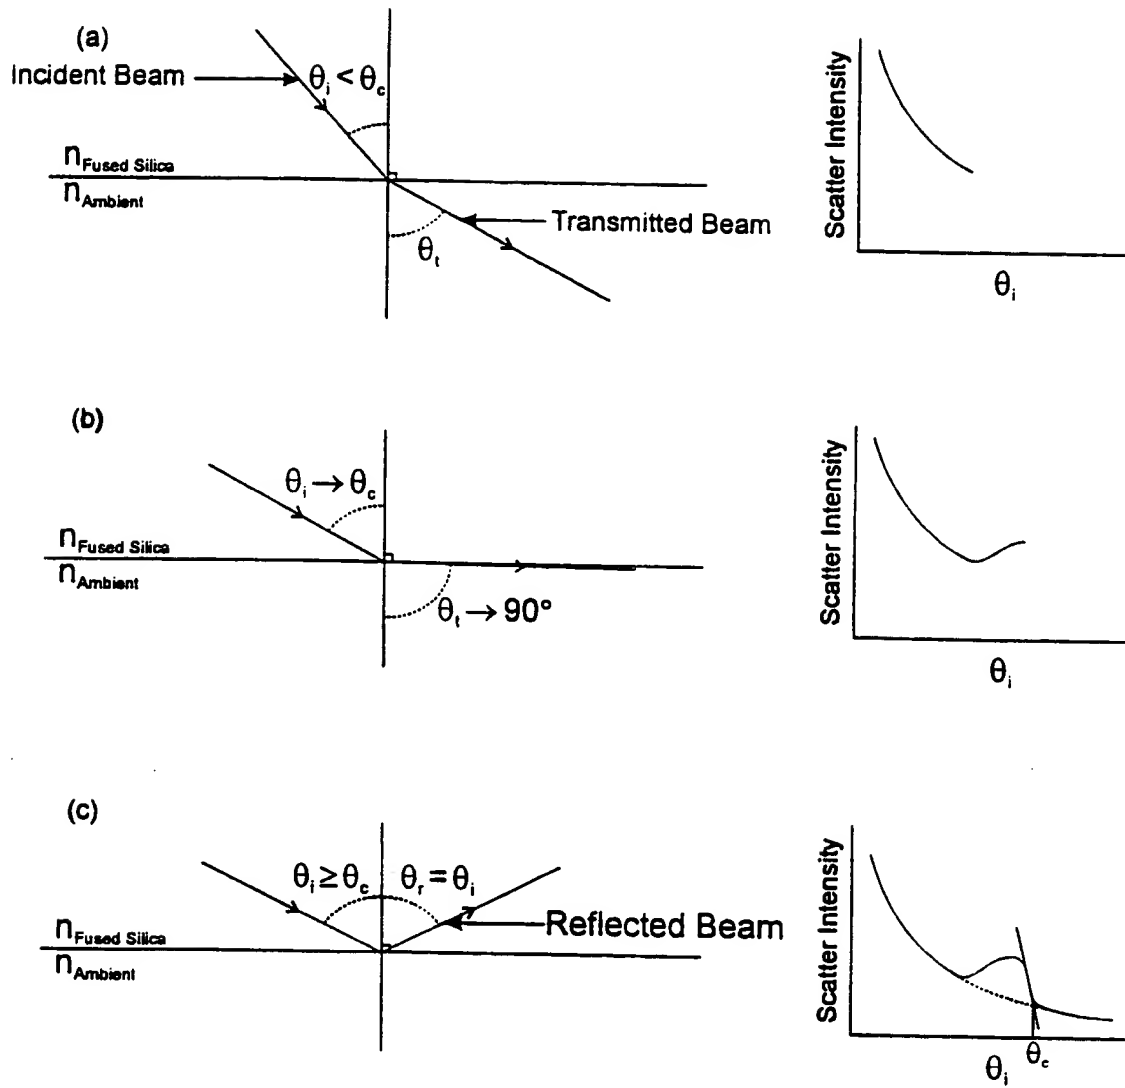 (a)
Incident Beam
θi < θc
nFused Silica
nAmbient
Transmitted Beam
θt
Scatter Intensity
θi
(b)
θi → θc
nFused Silica
nAmbient
θt → 90°
Scatter Intensity
θi
(c)
θi ≥ θc
θr = θi
nFused Silica
nAmbient
Reflected Beam
Scatter Intensity
θc
θi